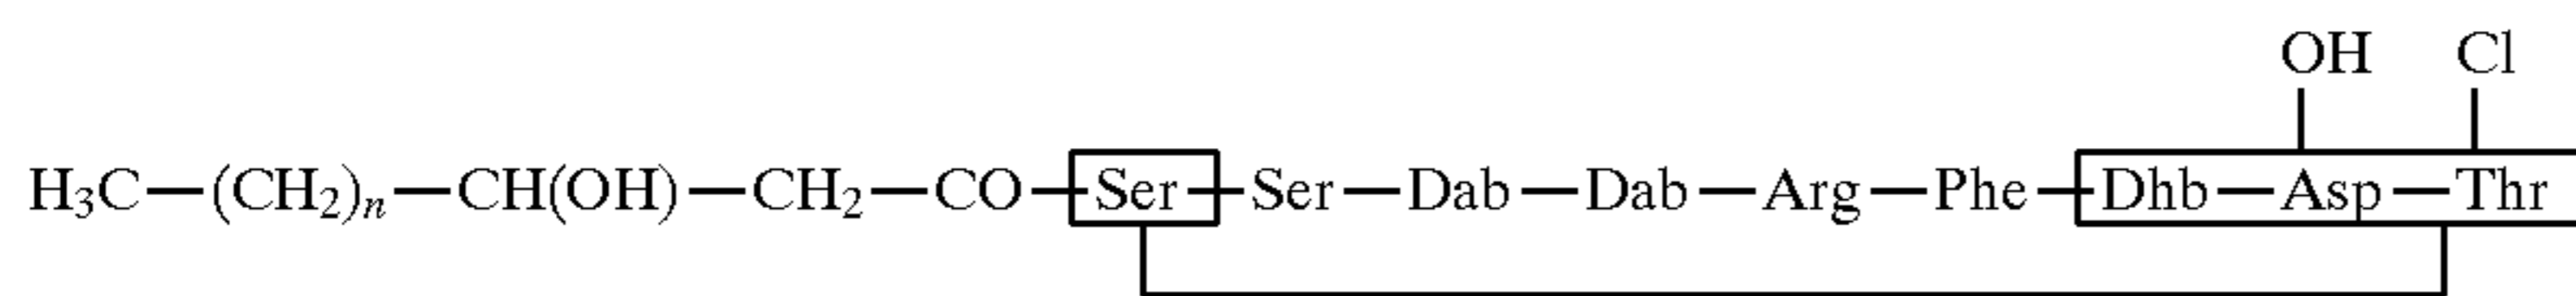 OH Cl
H₃C—(CH₂)ₙ—CH(OH)—CH₂—CO—Ser—Ser—Dab—Dab—Arg—Phe—Dhb—Asp—Thr